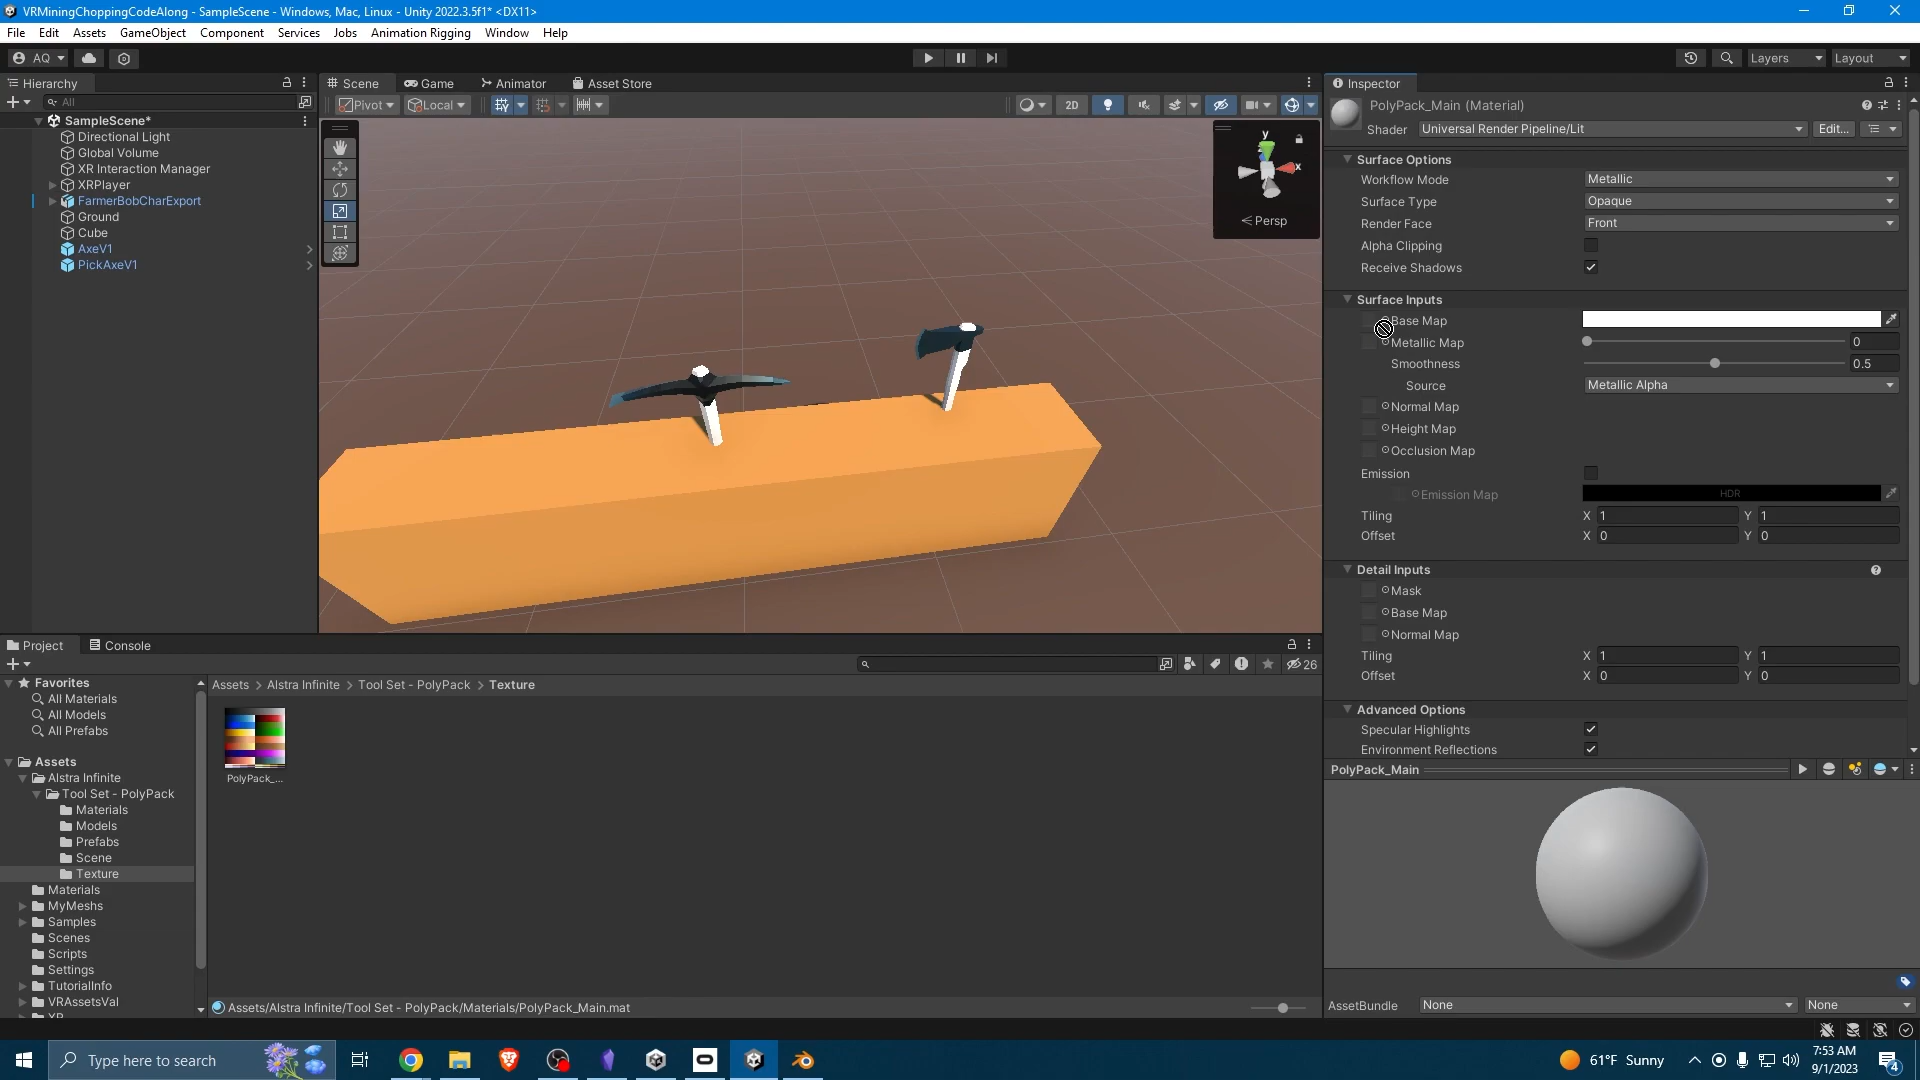 VRMiningChoppingCodeAlong - SampleScene - Windows, Mac, Linux - Unity 2022.3.5f1* <DX11>
File Edit Assets GameObject Component Services Jobs Animation Rigging Window Help
AQ
Layers Layout
Hierarchy
All
SampleScene*
Directional Light
Global Volume
XR Interaction Manager
XRPlayer
FarmerBobCharExport
Ground
Cube
AxeV1
PickAxeV1
Scene Game Animator Asset Store
Pivot Local
2D
y
x
Persp
Inspector
PolyPack_Main (Material)
Shader Universal Render Pipeline/Lit Edit...
Surface Options
Workflow Mode Metallic
Surface Type Opaque
Render Face Front
Alpha Clipping
Receive Shadows
Surface Inputs
Base Map
Metallic Map 0
Smoothness 0.5
Source Metallic Alpha
Normal Map
Height Map
Occlusion Map
Emission
Emission Map HDR
Tiling X 1 Y 1
Offset X 0 Y 0
Detail Inputs
Mask
Base Map
Normal Map
Tiling X 1 Y 1
Offset X 0 Y 0
Advanced Options
Specular Highlights
Environment Reflections
PolyPack_Main
AssetBundle None None
Project Console
26
Favorites
All Materials
All Models
All Prefabs
Assets
Alstra Infinite
Tool Set - PolyPack
Materials
Models
Prefabs
Scene
Texture
Materials
MyMeshs
Samples
Scenes
Scripts
Settings
TutorialInfo
VRAssetsVal
XR
Assets > Alstra Infinite > Tool Set - PolyPack > Texture
PolyPack_...
Assets/Alstra Infinite/Tool Set - PolyPack/Materials/PolyPack_Main.mat
Type here to search
61°F Sunny
7:53 AM
9/1/2023
4